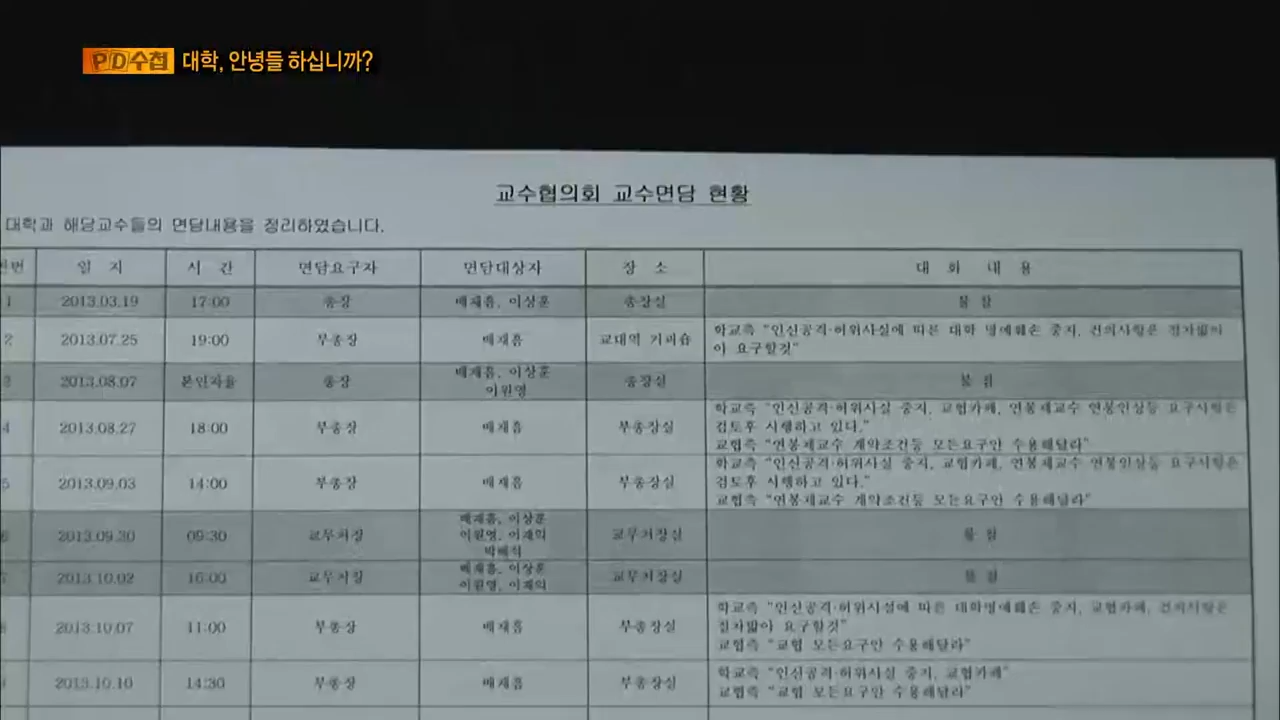 PD수첩 대학, 안녕들 하십니까?
교수협의회 교수면담 현황
대학과 해당교수들의 면담내용을 정리하였습니다.
번 일 지 시 간 면담요구자 면담대상자 장 소 대 화 내 용
1 2013.03.19 17:00 총장 배재흠, 이상훈 총장실 불 참
2 2013.07.25 19:00 부총장 배재흠 교대역 커피숍 학교측 "인신공격·허위사실에 따른 대학 명예훼손 중지, 건의사항은 절차밟아
아 요구할것"
3 2013.08.07 본인자율 총장 배재흠, 이상훈 총장실 불 참
이원영
4 2013.08.27 18:00 부총장 배재흠 부총장실 학교측 "인신공격·허위사실 중지, 교협카페, 연봉제교수 연봉인상등 요구사항은
검토후 시행하고 있다."
교협측 "연봉제교수 계약조건등 모든요구안 수용해달라"
5 2013.09.03 14:00 부총장 배재흠 부총장실 학교측 "인신공격·허위사실 중지, 교협카페, 연봉제교수 연봉인상등 요구사항은
검토후 시행하고 있다."
교협측 "연봉제교수 계약조건등 모든요구안 수용해달라"
6 2013.09.30 09:30 교무처장 배재흠, 이상훈 교무처장실 불 참
이원영, 이재익
7 2013.10.02 16:00 교무처장 배재흠, 이상훈 교무처장실 불 참
이원영, 이재익
8 2013.10.07 11:00 부총장 배재흠 부총장실 학교측 "인신공격·허위사실에 따른 대학명예훼손 중지, 교협카페, 건의사항은
절차밟아 요구할것"
교협측 "교협 모든요구안 수용해달라"
2013.10.10 14:30 부총장 배재흠 부총장실 학교측 "인신공격·허위사실 중지, 교협카페"
교협측 "교협 모든요구안 수용해달라"